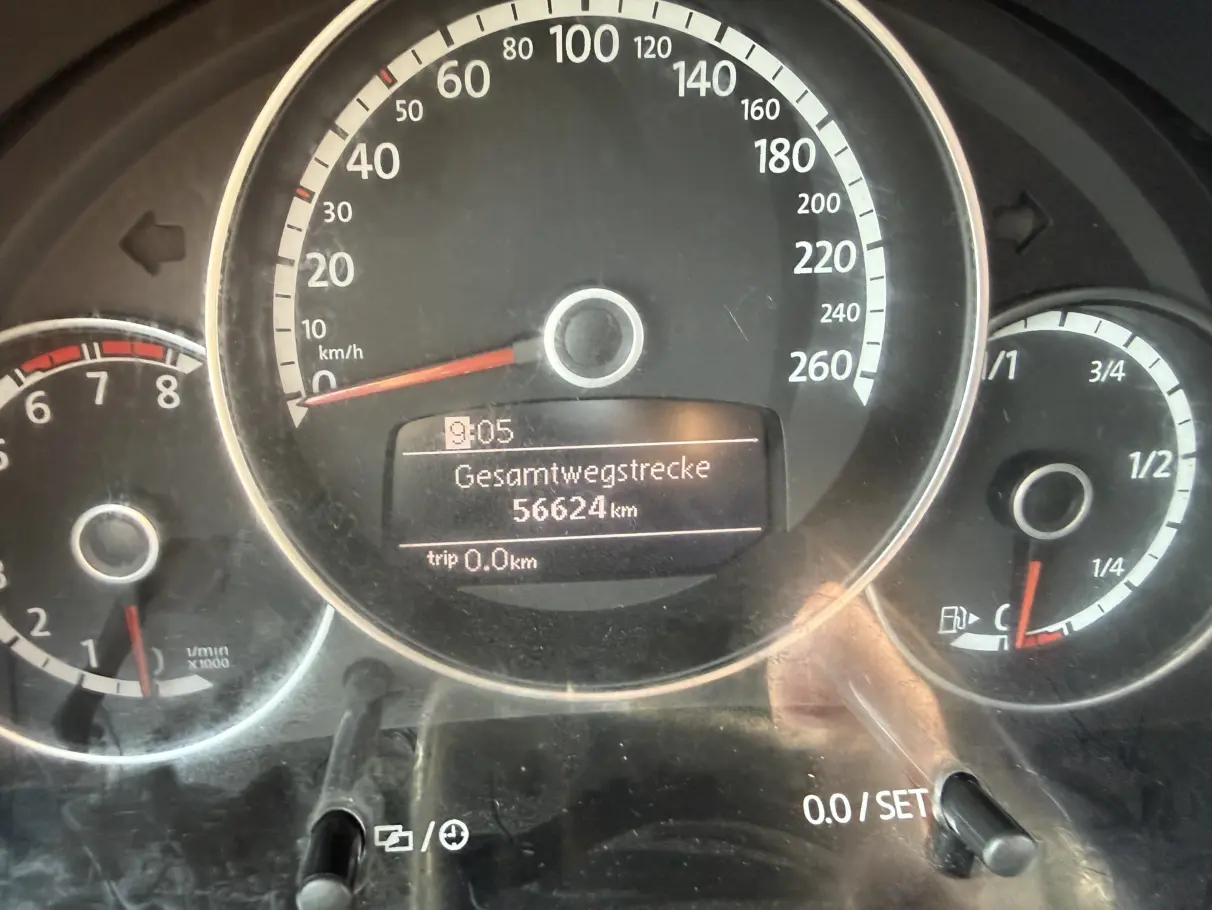 80 100 120
60 140
50 160
40 180
30 200
20 220
10 240
km/h
0 260
6 7 8
2
1
1/min
x1000
9:05
Gesamtwegstrecke
56624 km
trip 0.0 km
1/1 3/4
1/2
1/4
0.0 / SET